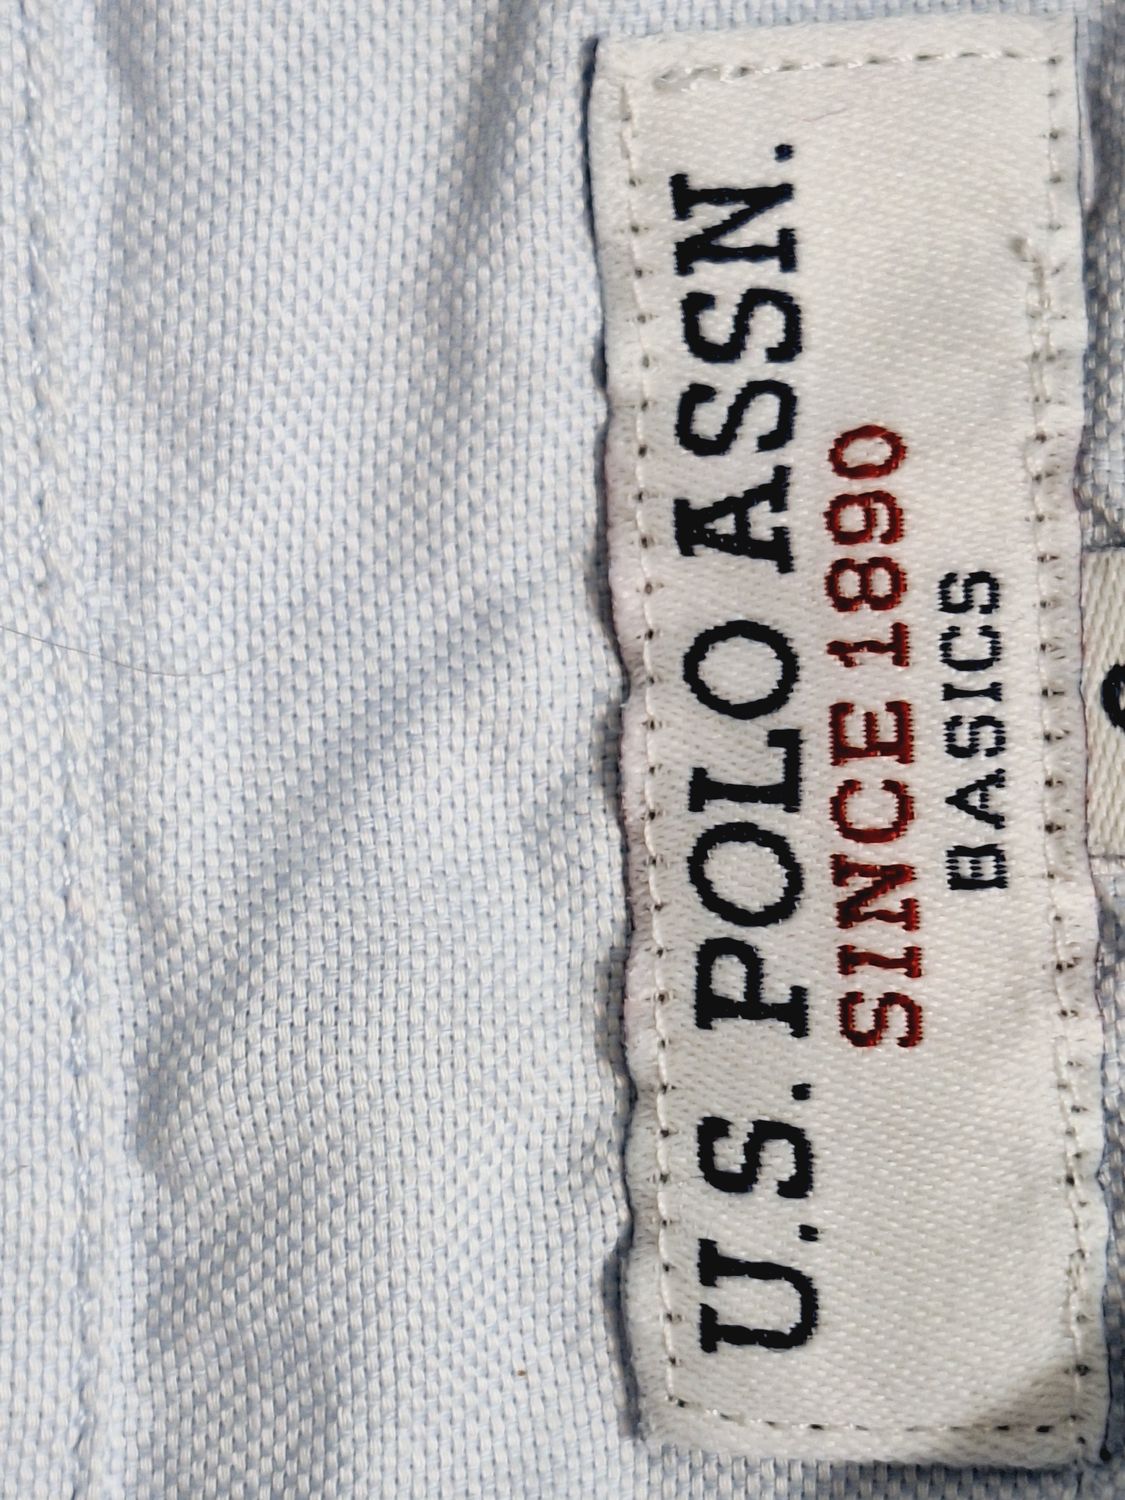 U.S. POLO ASSN.
SINCE 1890
BASICS